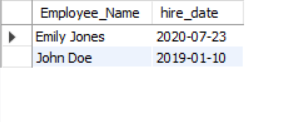 Employee_Name hire_date
Emily Jones 2020-07-23
John Doe 2019-01-10